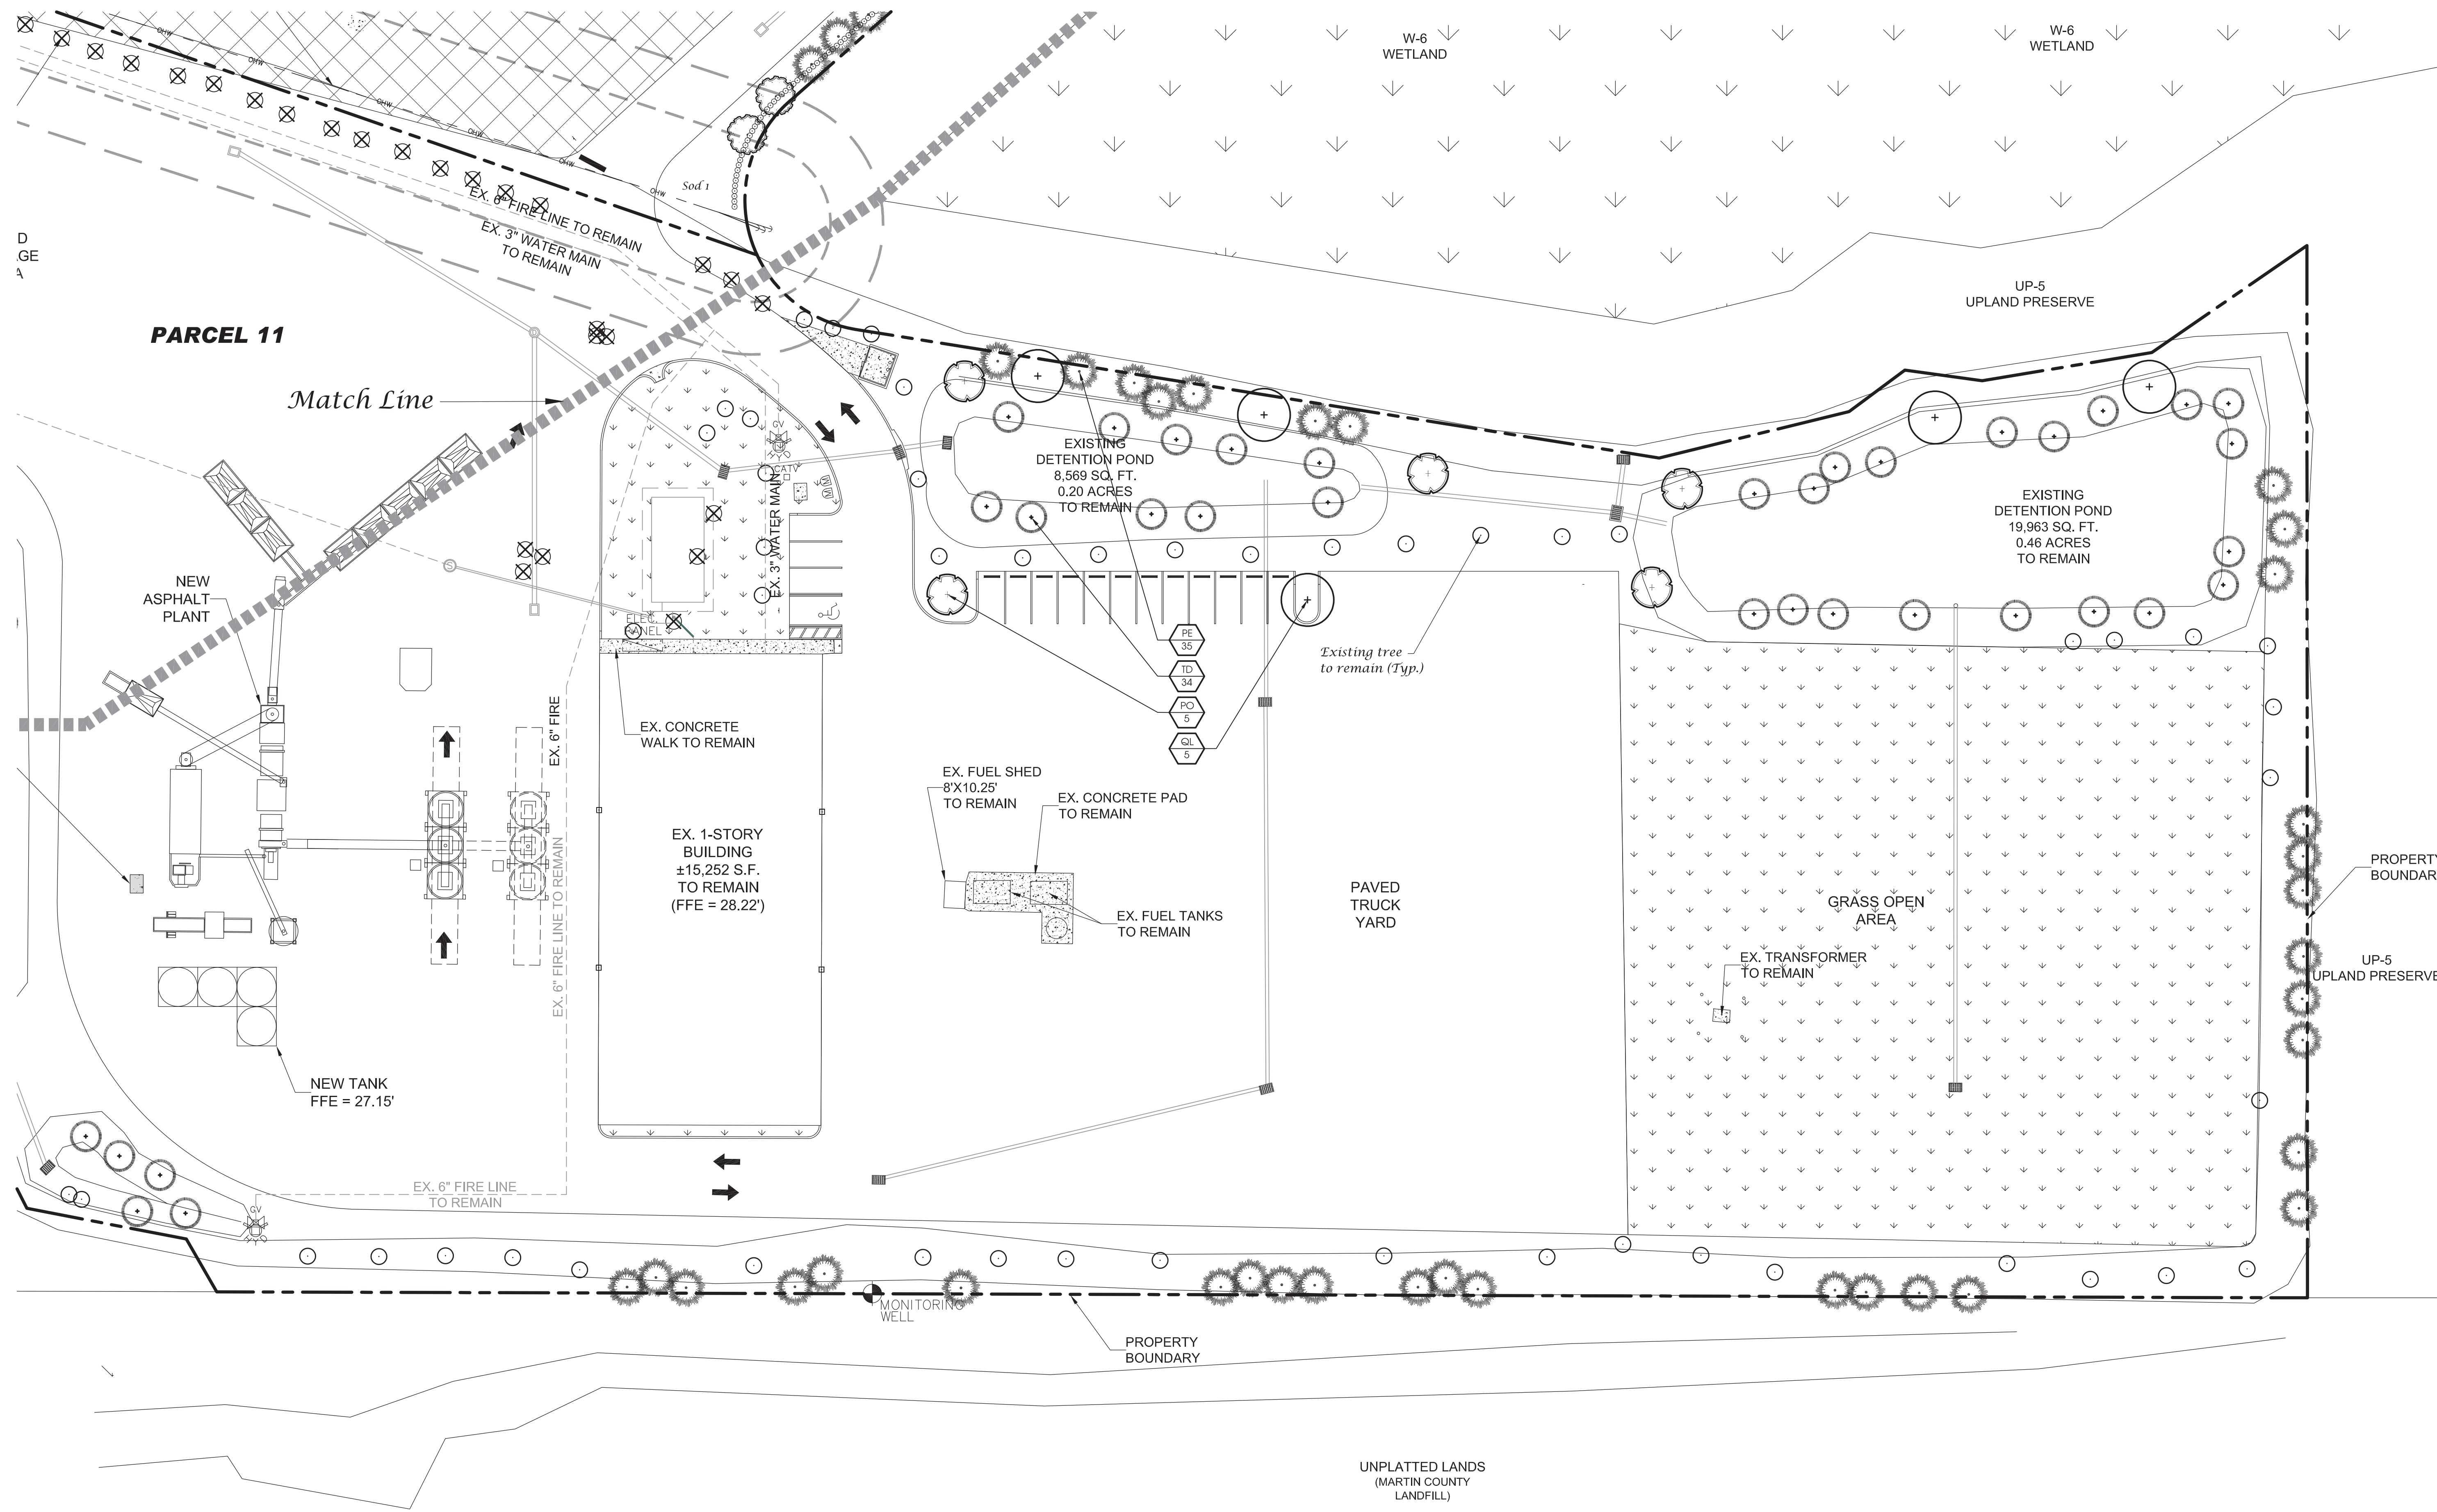 W-6
WETLAND
W-6
WETLAND
OHW
OHW
OHW
OHW
OHW
OHW
Sod 1
EX. 6" FIRE LINE TO REMAIN
EX. 3" WATER MAIN
TO REMAIN
D
GE
A
UP-5
UPLAND PRESERVE
PARCEL 11
Match Line
GV
CATV
EX. 3" WATER MAIN
EXISTING
DETENTION POND
8,569 SQ. FT.
0.20 ACRES
TO REMAIN
EXISTING
DETENTION POND
19,963 SQ. FT.
0.46 ACRES
TO REMAIN
S
NEW
ASPHALT
PLANT
ELEC.
PANEL
PE
35
TD
34
PO
5
QL
5
Existing tree
to remain (Typ.)
EX. CONCRETE
WALK TO REMAIN
EX. 6" FIRE
EX. 6" FIRE LINE TO REMAIN
EX. FUEL SHED
8'X10.25'
TO REMAIN
EX. CONCRETE PAD
TO REMAIN
EX. 1-STORY
BUILDING
±15,252 S.F.
TO REMAIN
(FFE = 28.22')
EX. FUEL TANKS
TO REMAIN
PAVED
TRUCK
YARD
GRASS OPEN
AREA
PROPERTY
BOUNDAR
EX. TRANSFORMER
TO REMAIN
UP-5
UPLAND PRESERVE
NEW TANK
FFE = 27.15'
EX. 6" FIRE LINE
TO REMAIN
GV
MONITORING
WELL
PROPERTY
BOUNDARY
UNPLATTED LANDS
(MARTIN COUNTY
LANDFILL)